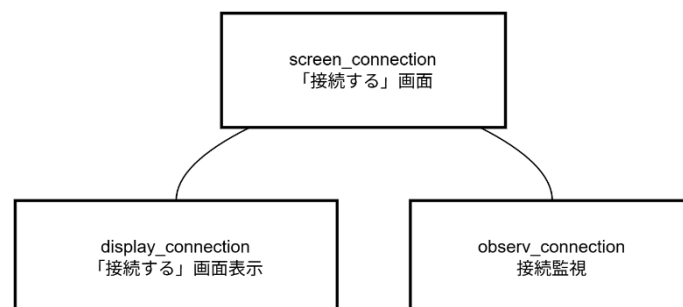 screen_connection
「接続する」画面
display_connection
「接続する」画面表示
observ_connection
接続監視